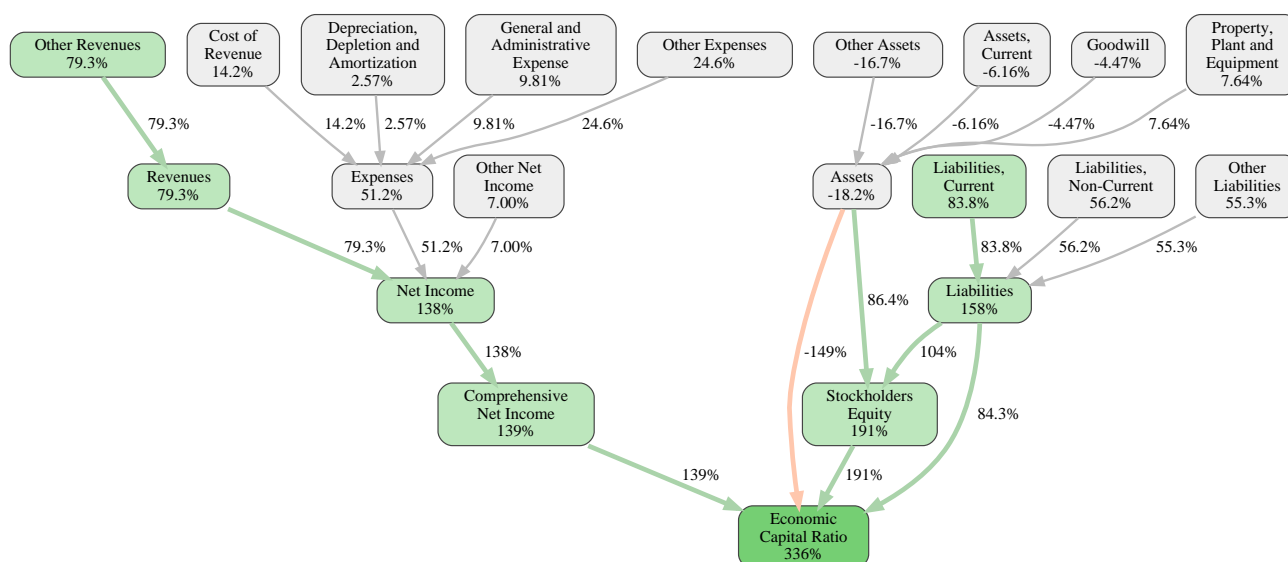 Other Revenues
79.3%
Cost of
Revenue
14.2%
Depreciation,
Depletion and
Amortization
2.57%
General and
Administrative
Expense
9.81%
Other Expenses
24.6%
Other Assets
-16.7%
Assets,
Current
-6.16%
Goodwill
-4.47%
Property,
Plant and
Equipment
7.64%
79.3%
14.2%
2.57%
9.81%
24.6%
-16.7%
-6.16%
-4.47%
7.64%
Revenues
79.3%
Expenses
51.2%
Other Net
Income
7.00%
Assets
-18.2%
Liabilities,
Current
83.8%
Liabilities,
Non-Current
56.2%
Other
Liabilities
55.3%
79.3%
51.2%
7.00%
83.8%
56.2%
55.3%
Net Income
138%
86.4%
Liabilities
158%
138%
-149%
104%
Comprehensive
Net Income
139%
Stockholders
Equity
191%
84.3%
139%
191%
Economic
Capital Ratio
336%